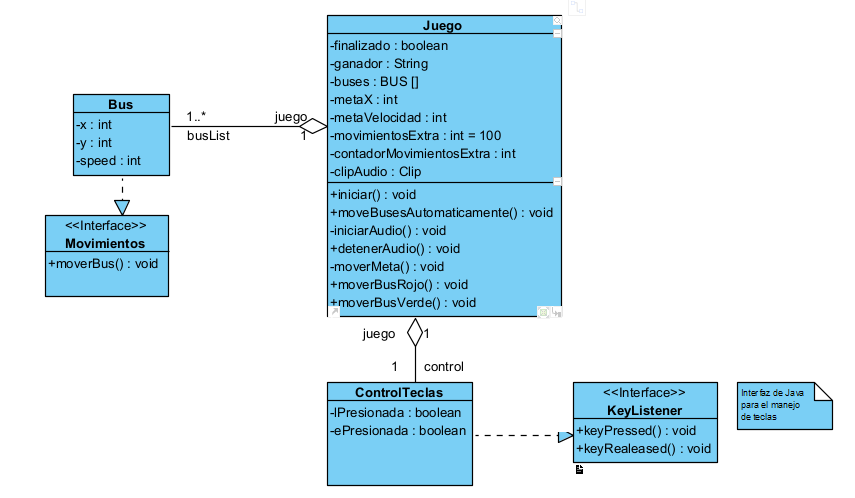 Juego
-finalizado : boolean
-ganador : String
-buses : BUS []
-metaX : int
-metaVelocidad : int
-movimientosExtra : int = 100
-contadorMovimientosExtra : int
-clipAudio : Clip
+iniciar() : void
+moveBusesAutomaticamente() : void
-iniciarAudio() : void
+detenerAudio() : void
-moverMeta() : void
+moverBusRojo() : void
+moverBusVerde() : void
Bus
-x : int
-y : int
-speed : int
1..*
busList
juego
1
<<Interface>>
Movimientos
+moverBus() : void
juego
1
1
control
ControlTeclas
-lPresionada : boolean
-ePresionada : boolean
<<Interface>>
KeyListener
+keyPressed() : void
+keyRealeased() : void
Interfaz de Java
para el manejo
de teclas